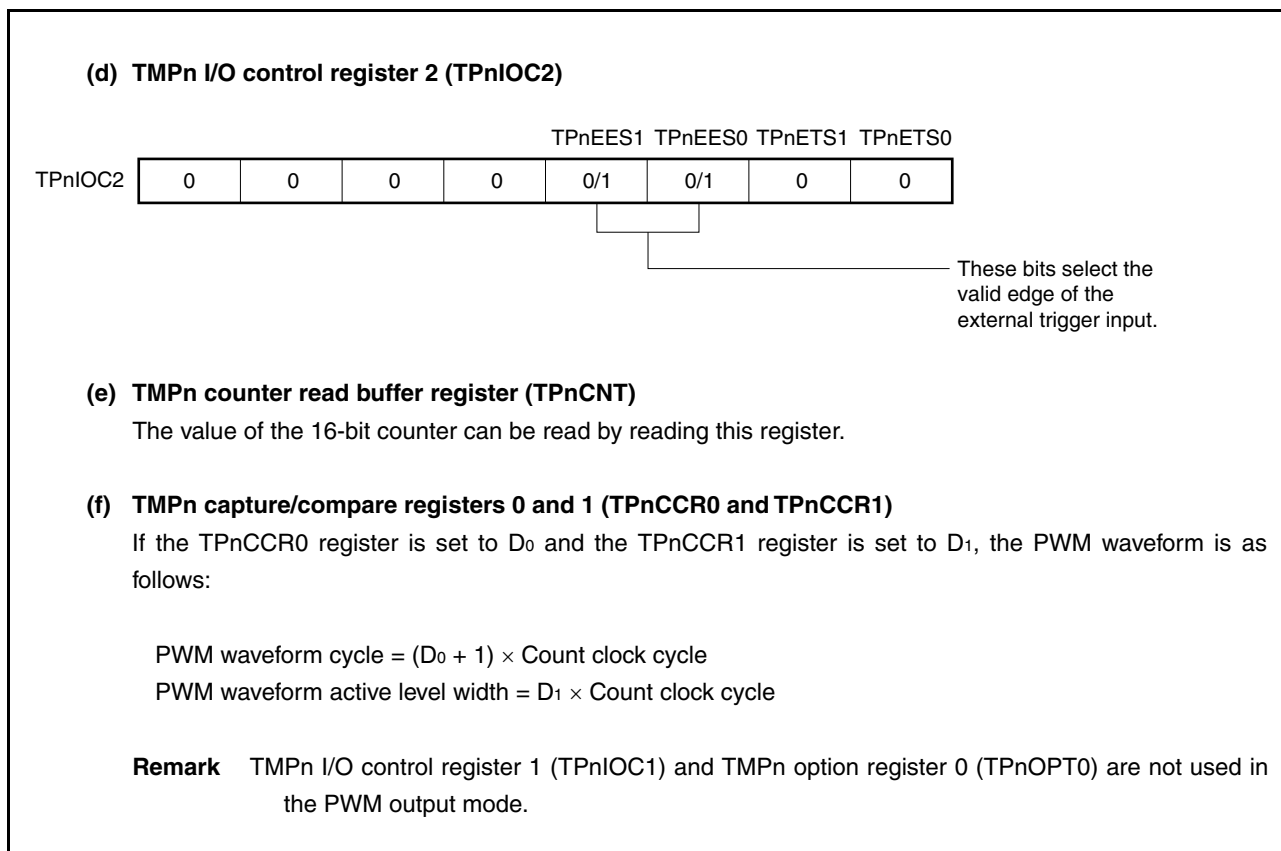 (d) TMPn I/O control register 2 (TPnIOC2)
TPnEES1 TPnEES0 TPnETS1 TPnETS0
TPnIOC2 0 0 0 0 0/1 0/1 0 0
These bits select the
valid edge of the
external trigger input.
(e) TMPn counter read buffer register (TPnCNT)
The value of the 16-bit counter can be read by reading this register.
(f) TMPn capture/compare registers 0 and 1 (TPnCCR0 and TPnCCR1)
If the TPnCCR0 register is set to D0 and the TPnCCR1 register is set to D1, the PWM waveform is as
follows:
PWM waveform cycle = (D0 + 1) × Count clock cycle
PWM waveform active level width = D1 × Count clock cycle
Remark TMPn I/O control register 1 (TPnIOC1) and TMPn option register 0 (TPnOPT0) are not used in
the PWM output mode.